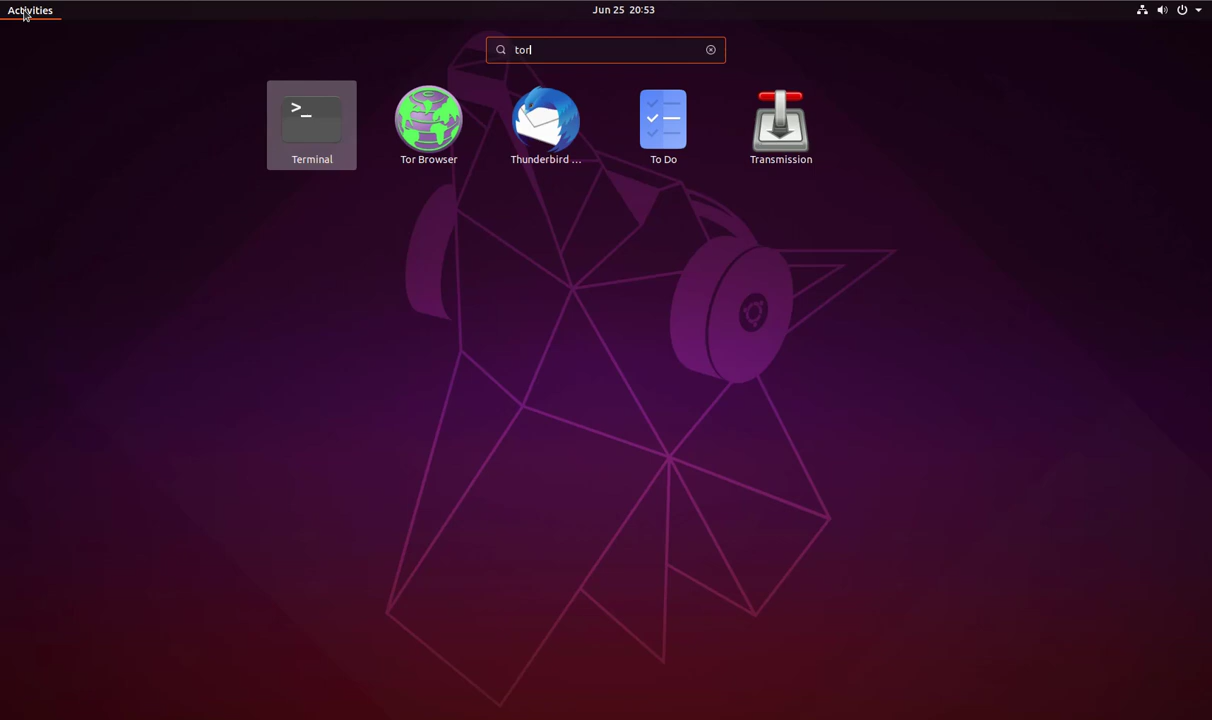 Activities
Jun 25 20:53
tor
>_
Terminal
Tor Browser
Thunderbird ...
To Do
Transmission